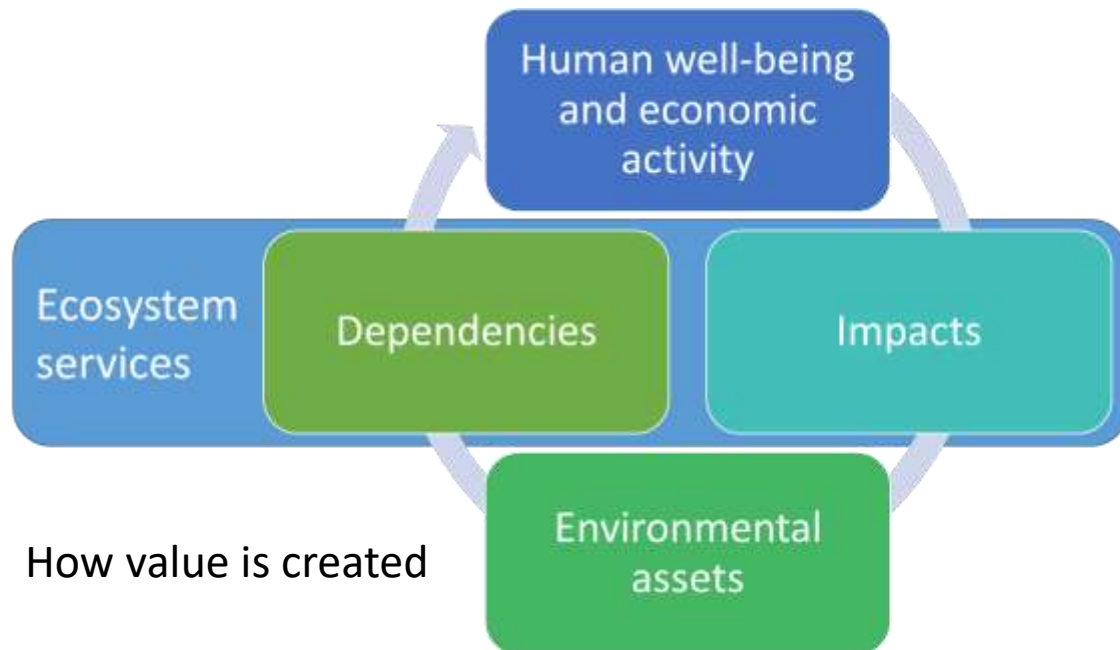 Human well-being
and economic
activity
Ecosystem
services
Dependencies
Impacts
Environmental
assets
How value is created